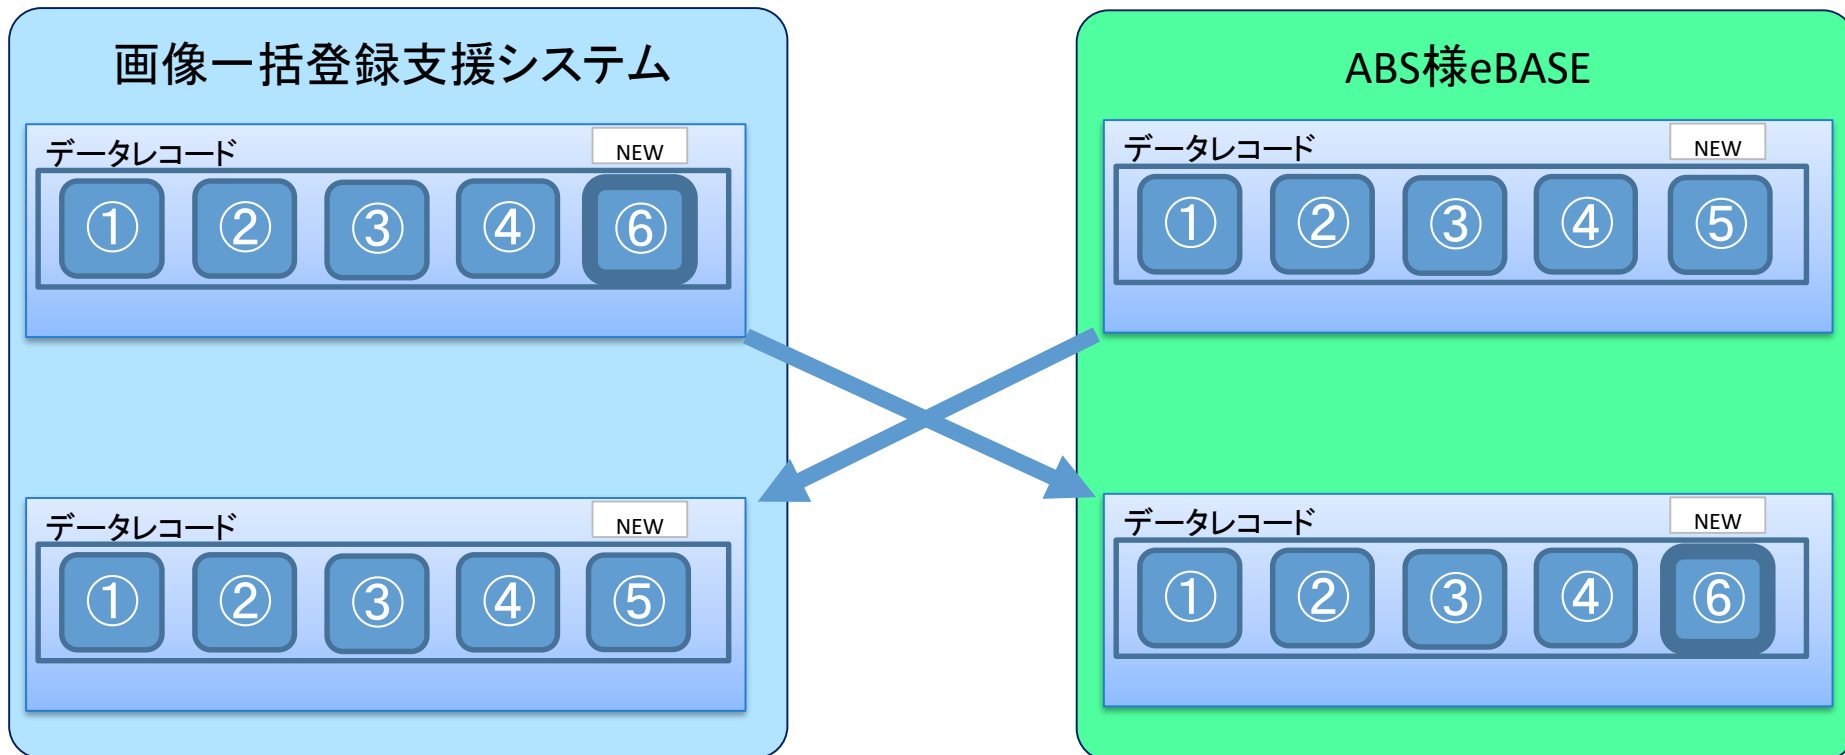 画像一括登録支援システム
データレコード
NEW
① ② ③ ④ ⑥
データレコード
NEW
① ② ③ ④ ⑤
ABS様eBASE
データレコード
NEW
① ② ③ ④ ⑤
データレコード
NEW
① ② ③ ④ ⑥